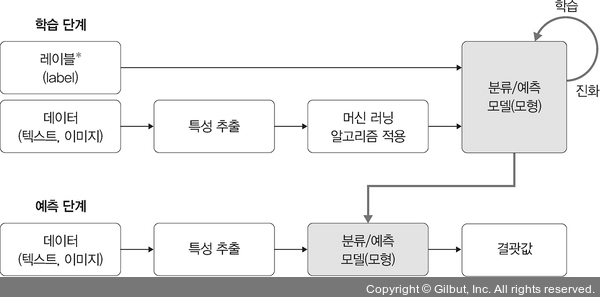 학습 단계
학습
레이블*
(label)
분류/예측
모델(모형)
진화
데이터
(텍스트, 이미지)
특성 추출
머신 러닝
알고리즘 적용
예측 단계
데이터
(텍스트, 이미지)
특성 추출
분류/예측
모델(모형)
결괏값
Copyright © Gilbut, Inc. All rights reserved.